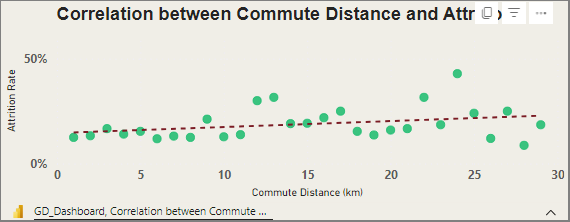 Correlation between Commute Distance and Attritio
50%
Attrition Rate
0%
0 5 10 15 20 25 30
Commute Distance (km)
GD_Dashboard, Correlation between Commute ...